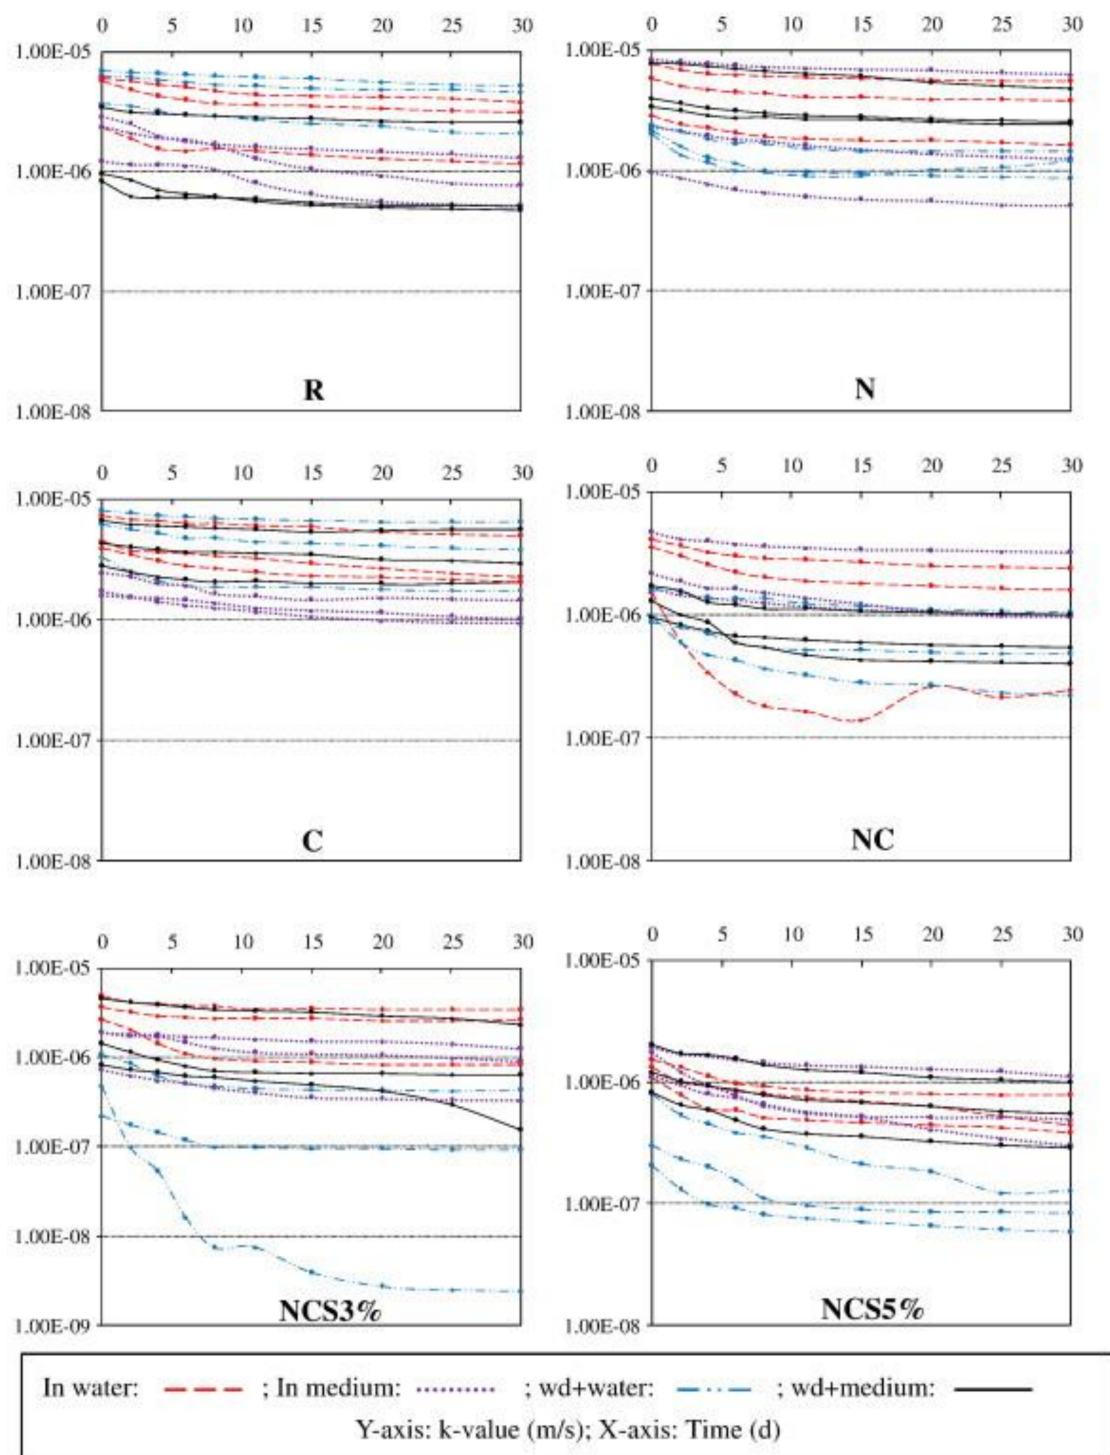 0 5 10 15 20 25 30
1.00E-05
1.00E-06
1.00E-07
1.00E-08
R
0 5 10 15 20 25 30
1.00E-05
1.00E-06
1.00E-07
1.00E-08
N
0 5 10 15 20 25 30
1.00E-05
1.00E-06
1.00E-07
1.00E-08
C
0 5 10 15 20 25 30
1.00E-05
1.00E-06
1.00E-07
1.00E-08
NC
0 5 10 15 20 25 30
1.00E-05
1.00E-06
1.00E-07
1.00E-08
1.00E-09
NCS3%
0 5 10 15 20 25 30
1.00E-05
1.00E-06
1.00E-07
1.00E-08
NCS5%
In water: ; In medium: ; wd+water: ; wd+medium:
Y-axis: k-value (m/s); X-axis: Time (d)